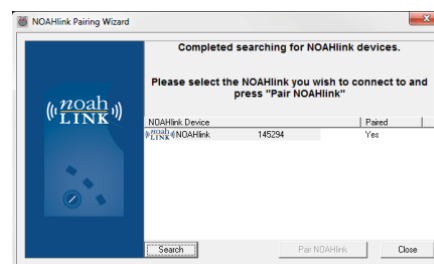 NOAHlink Pairing Wizard
Completed searching for NOAHlink devices.
Please select the NOAHlink you wish to connect to and
press "Pair NOAHlink"
noah
LINK
NOAHlink Device Paired
noah LINK NOAHlink 145294 Yes
Search Pair NOAHlink Close